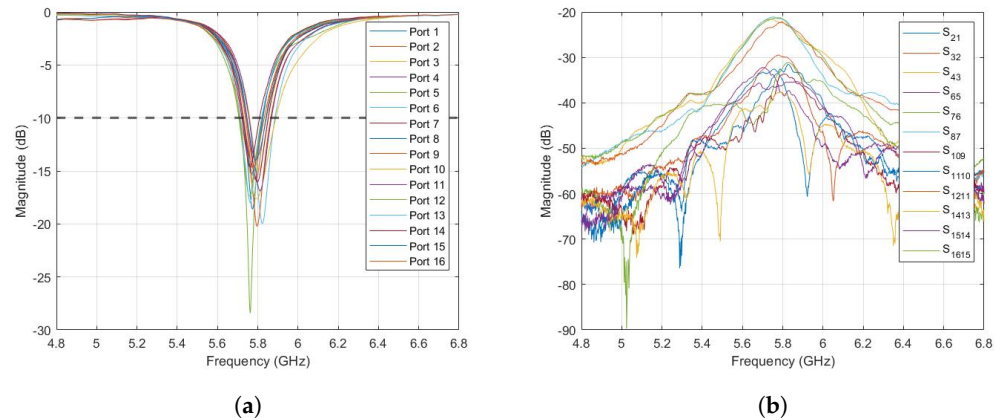 0
-5
-10
-15
-20
-25
-30
Magnitude (dB)
4.8 5 5.2 5.4 5.6 5.8 6 6.2 6.4 6.6 6.8
Frequency (GHz)
Port 1
Port 2
Port 3
Port 4
Port 5
Port 6
Port 7
Port 8
Port 9
Port 10
Port 11
Port 12
Port 13
Port 14
Port 15
Port 16
(a)
-20
-30
-40
-50
-60
-70
-80
-90
Magnitude (dB)
4.8 5 5.2 5.4 5.6 5.8 6 6.2 6.4 6.6 6.8
Frequency (GHz)
S21
S32
S43
S65
S76
S87
S109
S1110
S1211
S1413
S1514
S1615
(b)